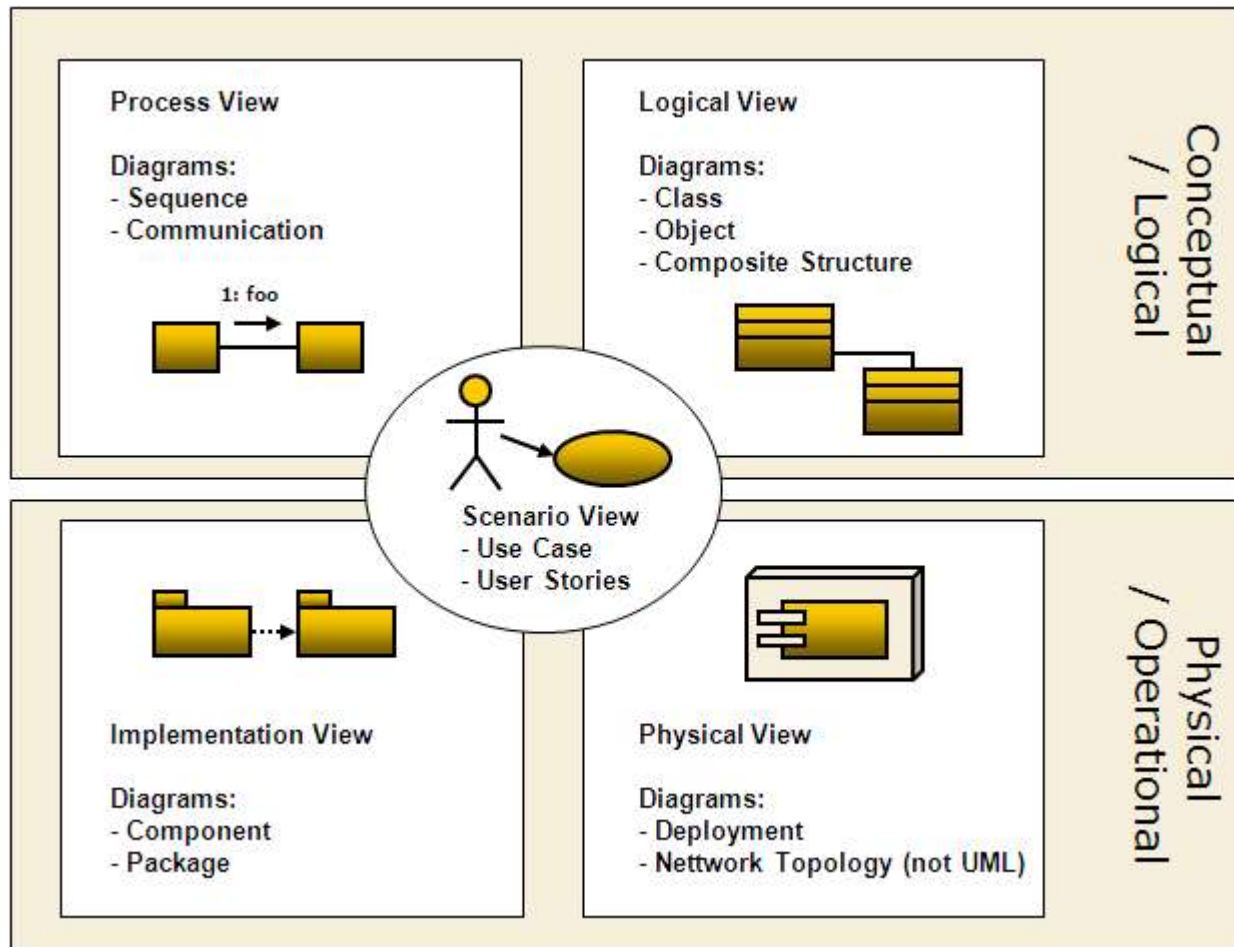 Process View
Diagrams:
- Sequence
- Communication
1: foo
Logical View
Diagrams:
- Class
- Object
- Composite Structure
Conceptual
/ Logical
Scenario View
- Use Case
- User Stories
Implementation View
Diagrams:
- Component
- Package
Physical View
Diagrams:
- Deployment
- Nettwork Topology (not UML)
Physical
/ Operational